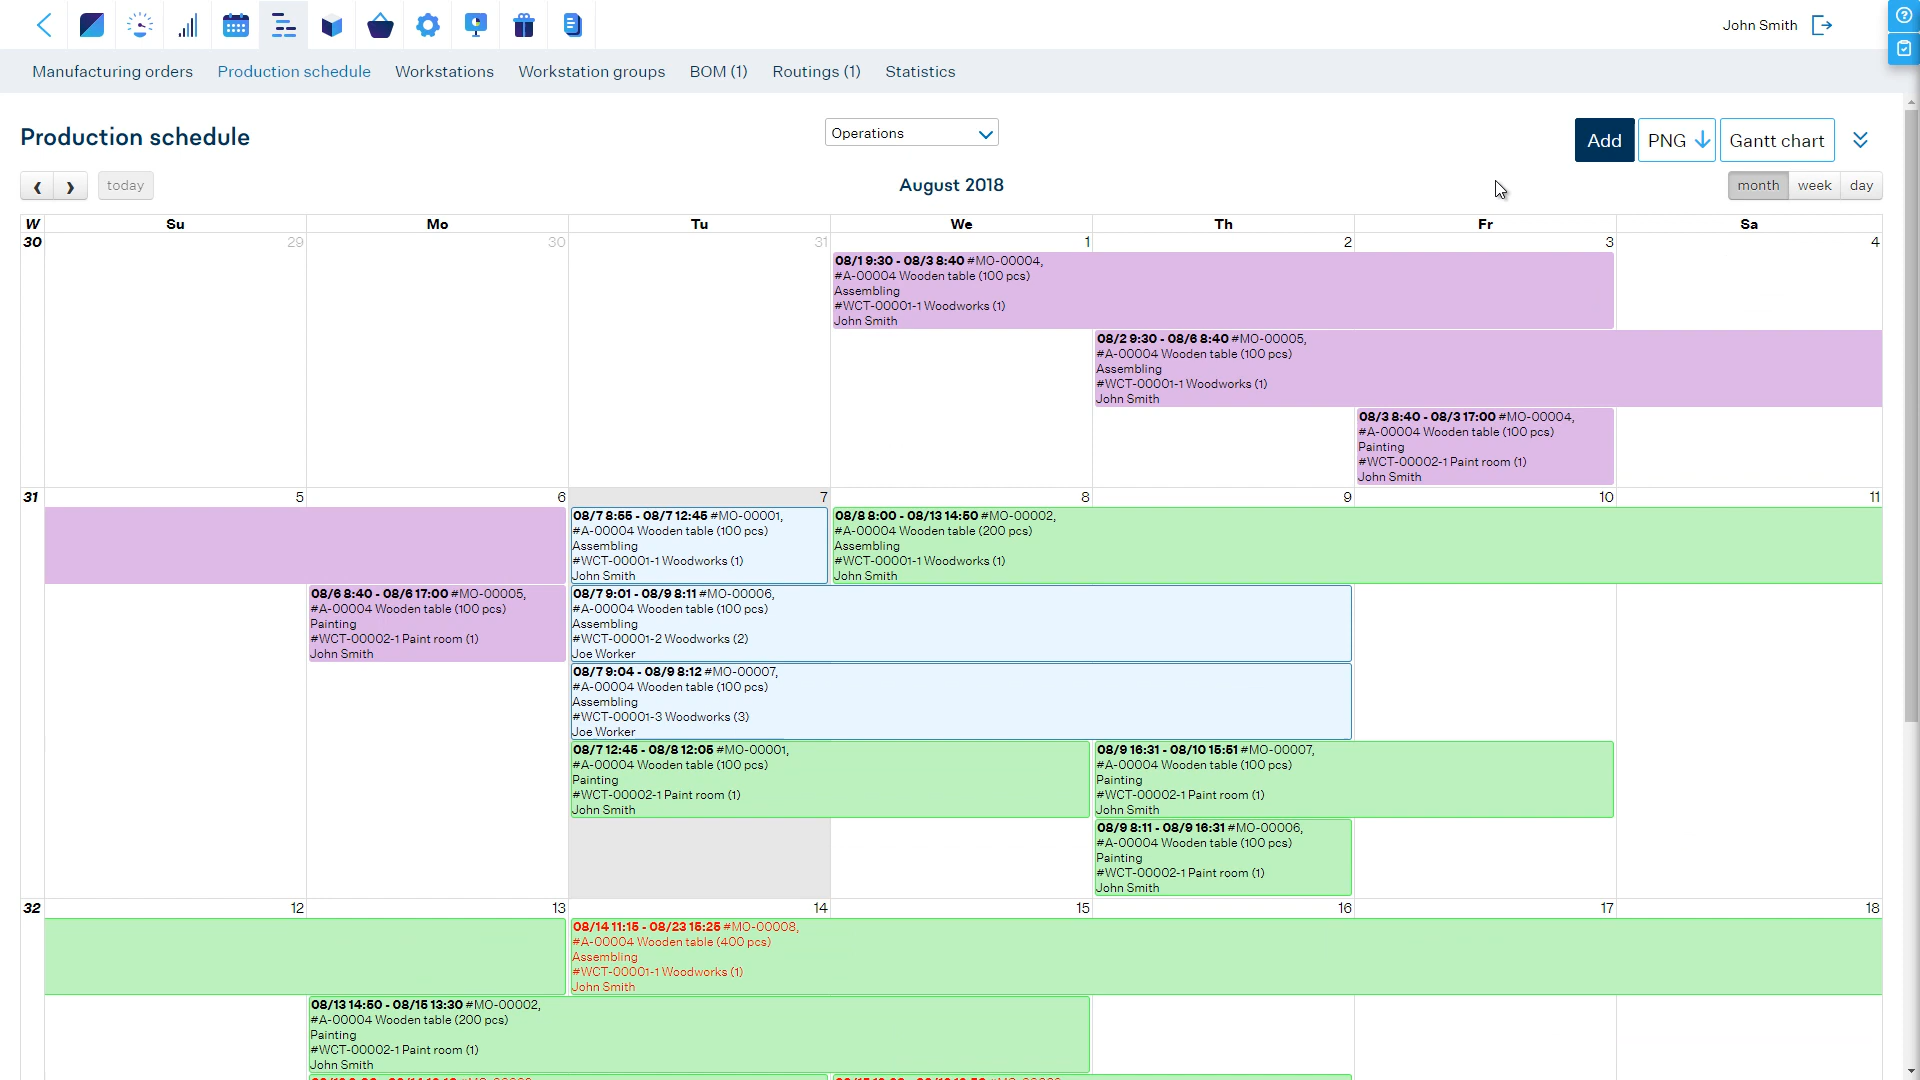 John Smith
Manufacturing orders Production schedule Workstations Workstation groups BOM (1) Routings (1) Statistics
Production schedule
Operations
Add PNG Gantt chart
today
August 2018
month week day
W Su Mo Tu We Th Fr Sa
30 29 30 31 1 2 3 4
08/1 9:30 - 08/3 8:40 #MO-00004,
#A-00004 Wooden table (100 pcs)
Assembling
#WCT-00001-1 Woodworks (1)
John Smith
08/2 9:30 - 08/6 8:40 #MO-00005,
#A-00004 Wooden table (100 pcs)
Assembling
#WCT-00001-1 Woodworks (1)
John Smith
08/3 8:40 - 08/3 17:00 #MO-00004,
#A-00004 Wooden table (100 pcs)
Painting
#WCT-00002-1 Paint room (1)
John Smith
31 5 6 7 8 9 10 11
08/7 8:55 - 08/7 12:45 #MO-00001,
#A-00004 Wooden table (100 pcs)
Assembling
#WCT-00001-1 Woodworks (1)
John Smith
08/8 8:00 - 08/13 14:50 #MO-00002,
#A-00004 Wooden table (200 pcs)
Assembling
#WCT-00001-1 Woodworks (1)
John Smith
08/6 8:40 - 08/6 17:00 #MO-00005,
#A-00004 Wooden table (100 pcs)
Painting
#WCT-00002-1 Paint room (1)
John Smith
08/7 9:01 - 08/9 8:11 #MO-00006,
#A-00004 Wooden table (100 pcs)
Assembling
#WCT-00001-2 Woodworks (2)
Joe Worker
08/7 9:04 - 08/9 8:12 #MO-00007,
#A-00004 Wooden table (100 pcs)
Assembling
#WCT-00001-3 Woodworks (3)
Joe Worker
08/7 12:45 - 08/8 12:05 #MO-00001,
#A-00004 Wooden table (100 pcs)
Painting
#WCT-00002-1 Paint room (1)
John Smith
08/9 16:31 - 08/10 15:51 #MO-00007,
#A-00004 Wooden table (100 pcs)
Painting
#WCT-00002-1 Paint room (1)
John Smith
08/9 8:11 - 08/9 16:31 #MO-00006,
#A-00004 Wooden table (100 pcs)
Painting
#WCT-00002-1 Paint room (1)
John Smith
32 12 13 14 15 16 17 18
08/14 11:15 - 08/23 15:25 #MO-00008,
#A-00004 Wooden table (400 pcs)
Assembling
#WCT-00001-1 Woodworks (1)
John Smith
08/13 14:50 - 08/15 13:30 #MO-00002,
#A-00004 Wooden table (200 pcs)
Painting
#WCT-00002-1 Paint room (1)
John Smith